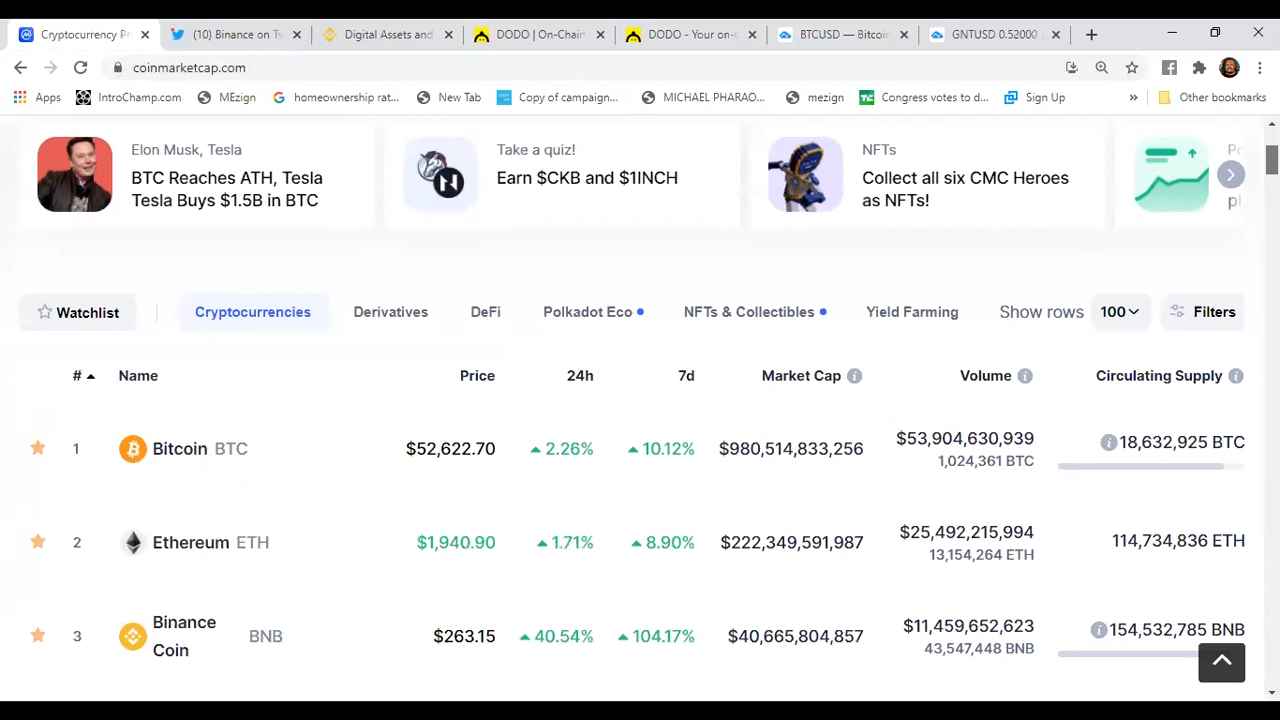 Cryptocurrency Pr
(10) Binance on Tw
Digital Assets and
DODO | On-Chain
DODO - Your on-c
BTCUSD — Bitcoin
GNTUSD 0.52000
coinmarketcap.com
Apps
IntroChamp.com
MEzign
homeownership rat...
New Tab
Copy of campaign...
MICHAEL PHARAO...
mezign
Congress votes to d...
Sign Up
»
Other bookmarks
Elon Musk, Tesla
BTC Reaches ATH, Tesla
Tesla Buys $1.5B in BTC
Take a quiz!
Earn $CKB and $1INCH
NFTs
Collect all six CMC Heroes
as NFTs!
Watchlist
Cryptocurrencies
Derivatives
DeFi
Polkadot Eco
NFTs & Collectibles
Yield Farming
Show rows
100
Filters
# Name Price 24h 7d Market Cap Volume Circulating Supply
1 Bitcoin BTC $52,622.70 2.26% 10.12% $980,514,833,256 $53,904,630,939 18,632,925 BTC
1,024,361 BTC
2 Ethereum ETH $1,940.90 1.71% 8.90% $222,349,591,987 $25,492,215,994 114,734,836 ETH
13,154,264 ETH
3 Binance Coin BNB $263.15 40.54% 104.17% $40,665,804,857 $11,459,652,623 154,532,785 BNB
43,547,448 BNB